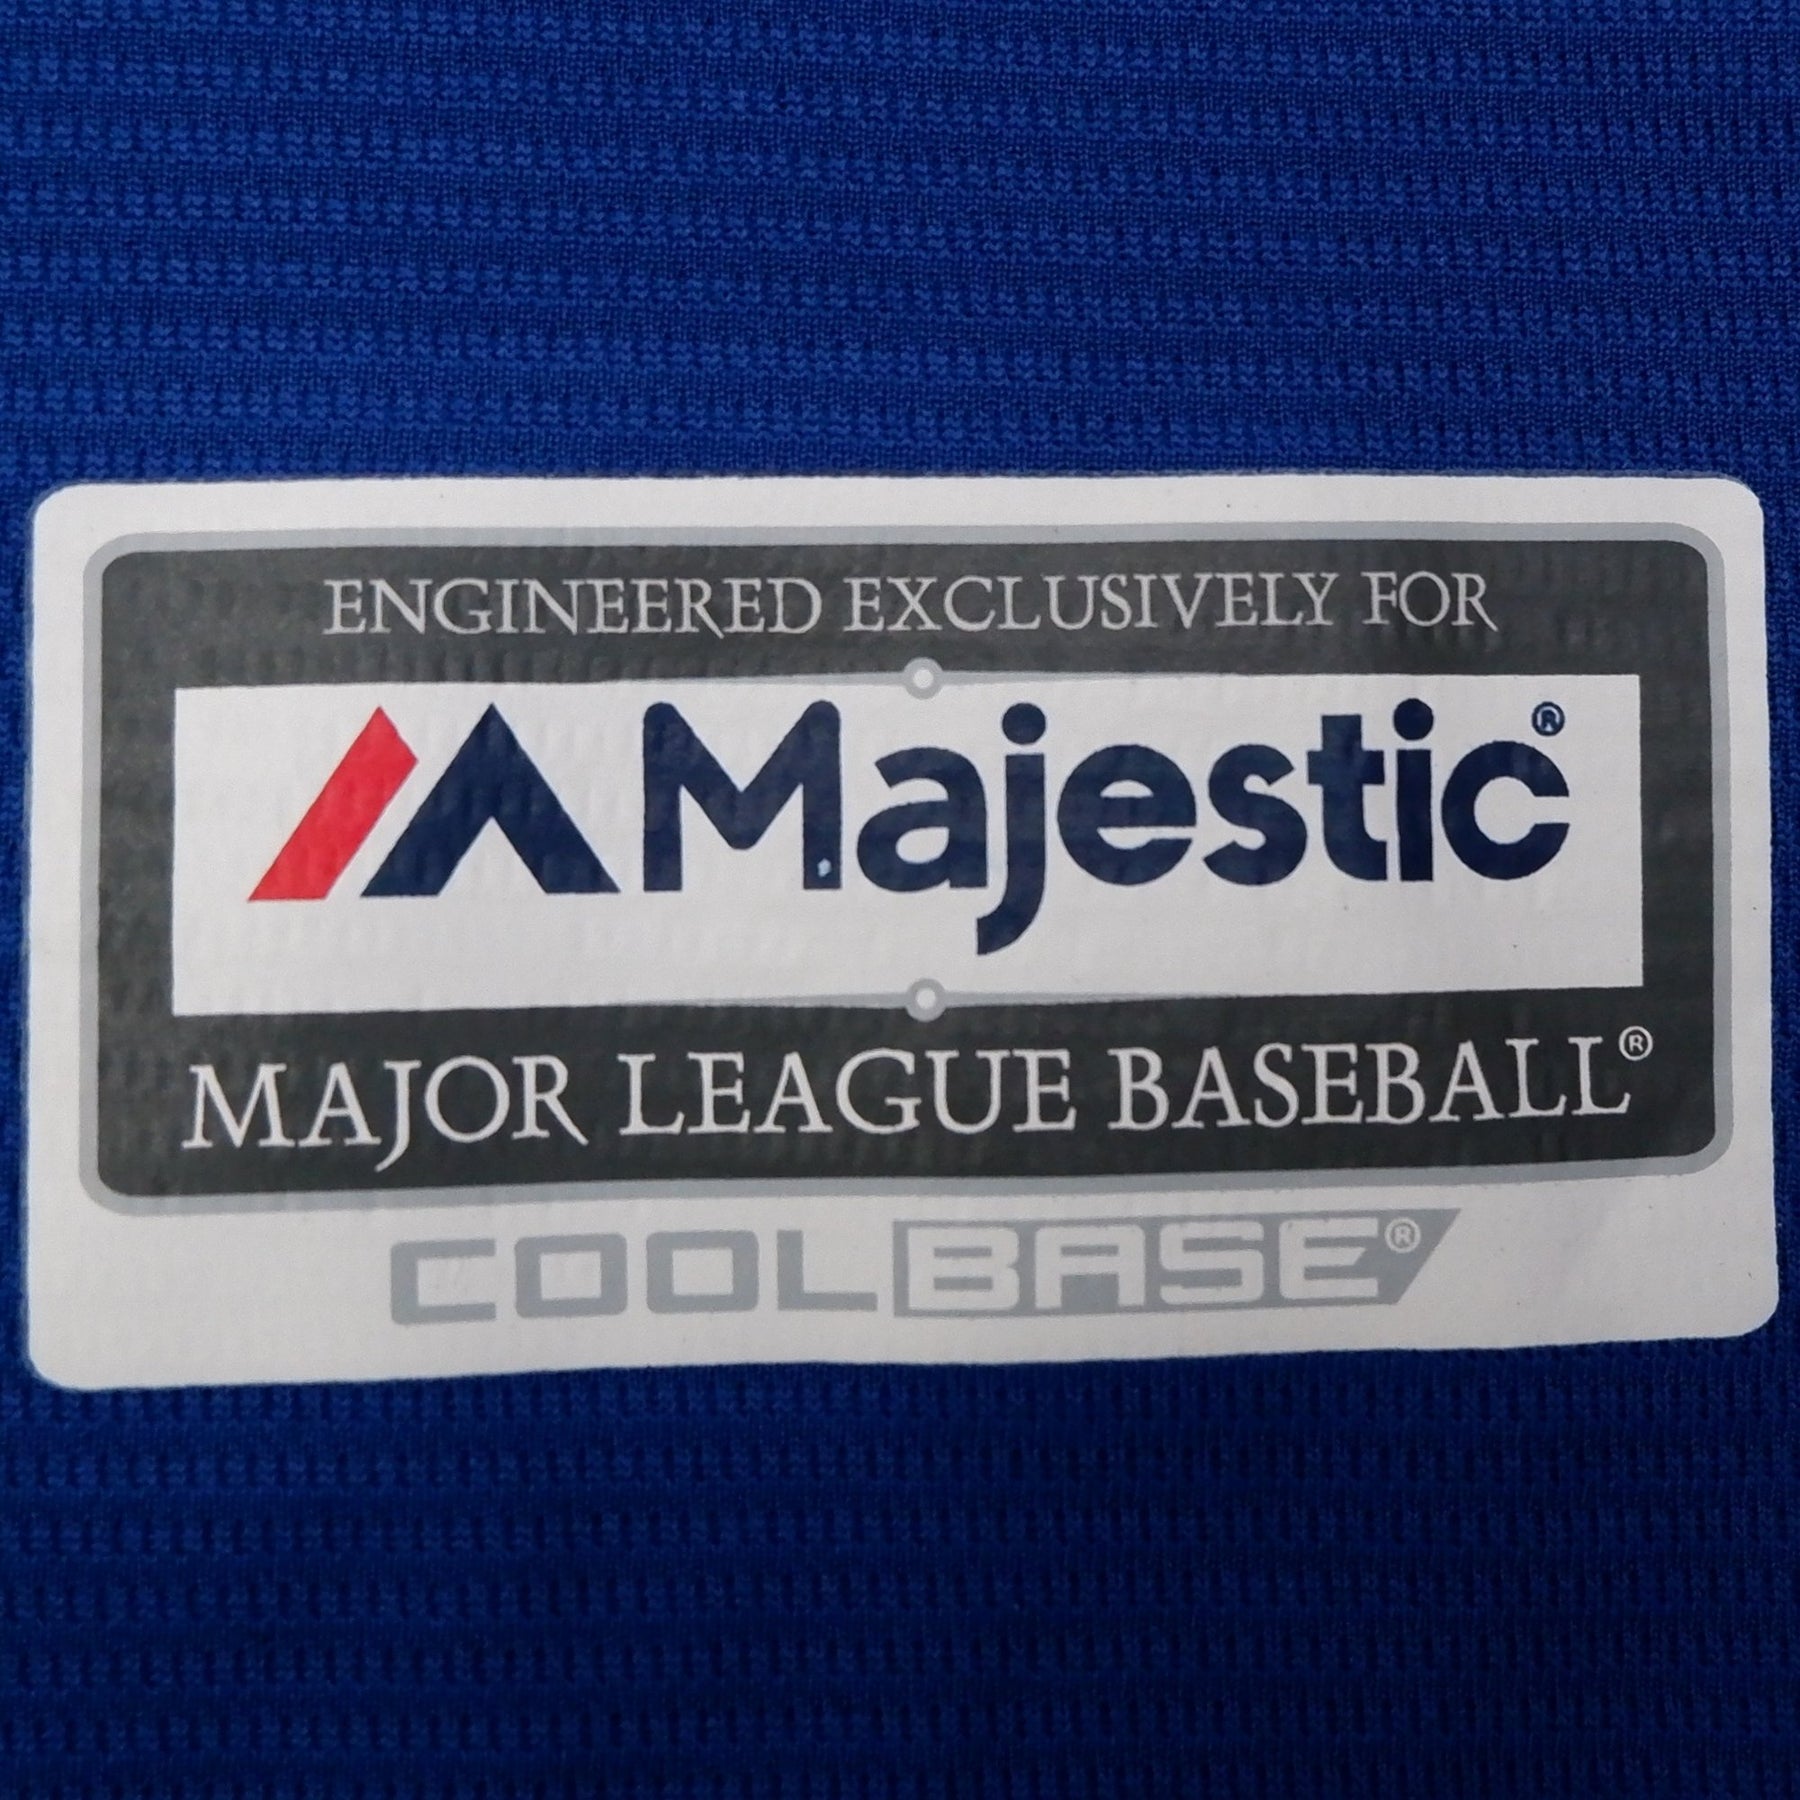 ENGINEERED EXCLUSIVELY FOR
Majestic®
MAJOR LEAGUE BASEBALL®
COOLBASE®